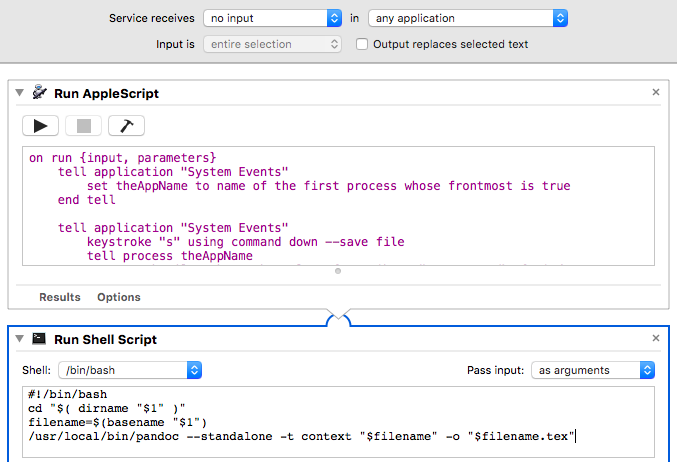 Service receives no input in any application
Input is entire selection Output replaces selected text
Run AppleScript
on run {input, parameters}
tell application "System Events"
set theAppName to name of the first process whose frontmost is true
end tell
tell application "System Events"
keystroke "s" using command down --save file
tell process theAppName
Results Options
Run Shell Script
Shell: /bin/bash Pass input: as arguments
#!/bin/bash
cd "$( dirname "$1" )"
filename=$(basename "$1")
/usr/local/bin/pandoc --standalone -t context "$filename" -o "$filename.tex"